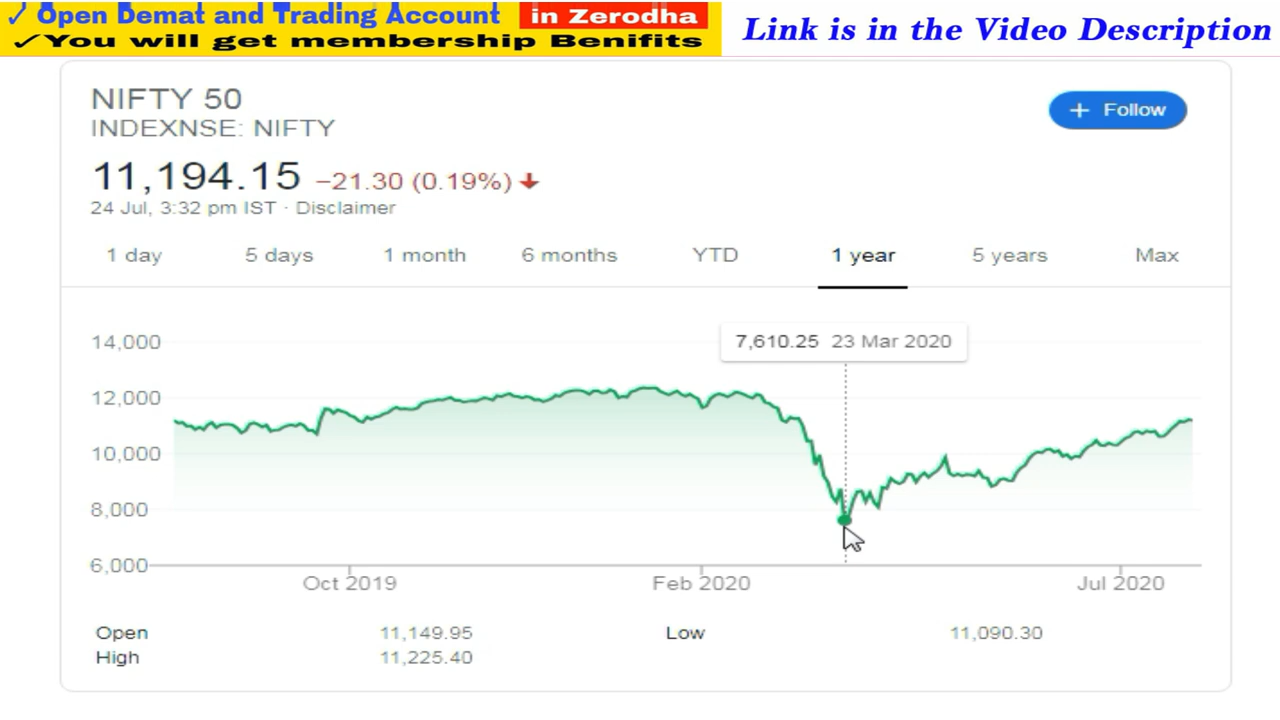 ✓ Open Demat and Trading Account in Zerodha
✓You will get membership Benifits
Link is in the Video Description
NIFTY 50
INDEXNSE: NIFTY
+ Follow
11,194.15 −21.30 (0.19%) ↓
24 Jul, 3:32 pm IST · Disclaimer
1 day 5 days 1 month 6 months YTD 1 year 5 years Max
7,610.25 23 Mar 2020
14,000
12,000
10,000
8,000
6,000
Oct 2019 Feb 2020 Jul 2020
Open 11,149.95 Low 11,090.30
High 11,225.40